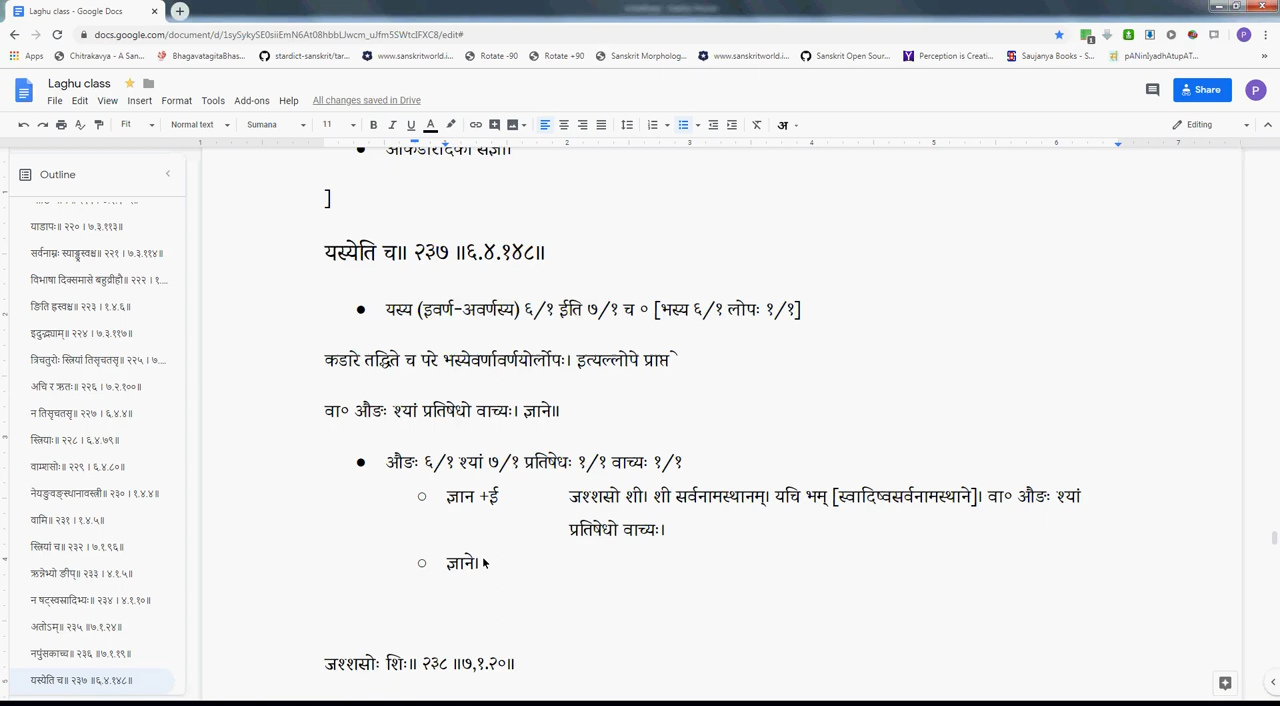 Laghu class - Google Docs
docs.google.com/document/d/1sySykySE0siiEmN6At08hbbLJwcm_uJfm5SWtcIFXC8/edit#
Apps Chitrakavya - A San... BhagavatagitaBhas... stardict-sanskrit/tar... www.sanskritworld.i... Rotate -90 Rotate +90 Sanskrit Morpholog... www.sanskritworld.i... Sanskrit Open Sour... Perception is Creati... Saujanya Books - S... pANinIyadhAtupAT...
Laghu class
File Edit View Insert Format Tools Add-ons Help All changes saved in Drive
Share
P
Fit Normal text Sumana 11 B I U A अ Editing
1 2 3 4 5 6 7
Outline
याडापः॥ २२० । ७.३.११३॥
सर्वनाम्नः स्याड्ढ्रस्वश्च॥ २२१ । ७.३.११४॥
विभाषा दिक्समासे बहुव्रीहौ॥ २२२ । १....
ङिति ह्रस्वश्च॥ २२३ । १.४.६॥
इदुद्भ्याम्॥ २२४ । ७.३.११७॥
त्रिचतुरोः स्त्रियां तिसृचतसृ॥ २२५ । ७....
अचि र ऋतः॥ २२६ । ७.२.१००॥
न तिसृचतसृ॥ २२७ । ६.४.४॥
स्त्रियाः॥ २२८ । ६.४.७९॥
वाम्शसोः॥ २२९ । ६.४.८०॥
नेयङुवङ्स्थानावस्त्री॥ २३० । १.४.४॥
वामि॥ २३१ । १.४.५॥
स्त्रियां च॥ २३२ । ७.१.९६॥
ऋन्नेभ्यो ङीप्॥ २३३ । ४.१.५॥
न षट्स्वस्रादिभ्यः॥ २३४ । ४.१.१०॥
अतोऽम्॥ २३५ ॥७.१.२४॥
नपुंसकाच्च॥ २३६ ॥७.१.१९॥
यस्येति च॥ २३७ ॥६.४.१४८॥
]
यस्येति च॥ २३७ ॥६.४.१४८॥
यस्य (इवर्ण-अवर्णस्य) ६/१ ईति ७/१ च ० [भस्य ६/१ लोपः १/१]
कडारे तद्धिते च परे भस्येवर्णावर्णयोर्लोपः। इत्यल्लोपे प्राप्त े
वा० औङः श्यां प्रतिषेधो वाच्यः। ज्ञाने॥
औङः ६/१ श्यां ७/१ प्रतिषेधः १/१ वाच्यः १/१
ज्ञान +ई जश्शसो शी। शी सर्वनामस्थानम्। यचि भम् [स्वादिष्वसर्वनामस्थाने]। वा० औङः श्यां
प्रतिषेधो वाच्यः।
ज्ञाने।
जश्शसोः शिः॥ २३८ ॥७,१.२०॥